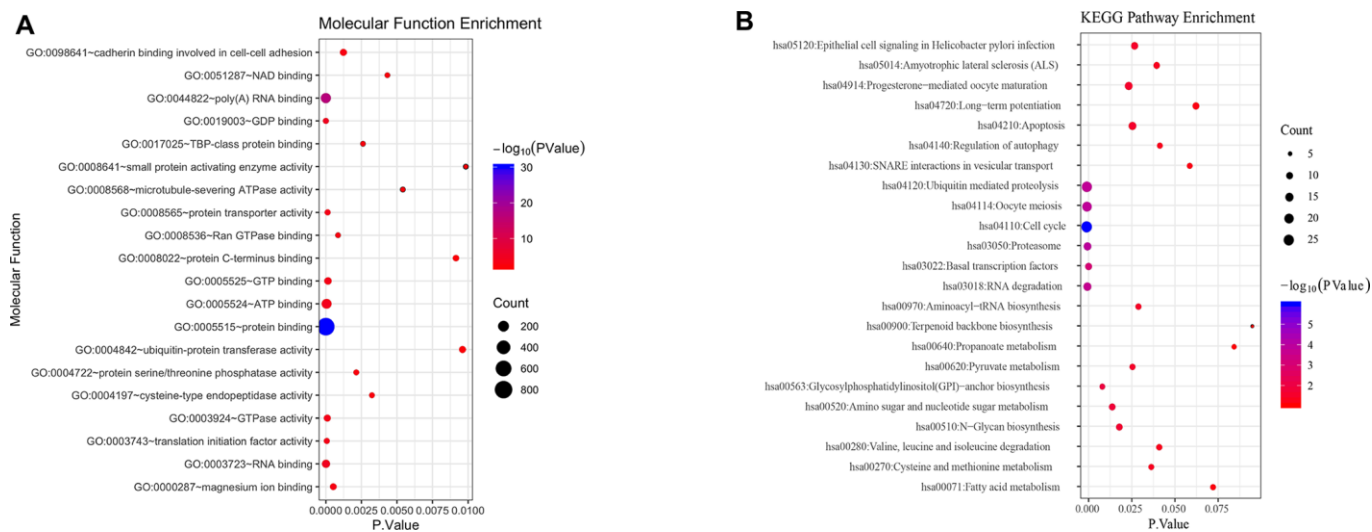 A
Molecular Function Enrichment
GO:0098641~cadherin binding involved in cell-cell adhesion
GO:0051287~NAD binding
GO:0044822~poly(A) RNA binding
GO:0019003~GDP binding
GO:0017025~TBP-class protein binding
GO:0008641~small protein activating enzyme activity
GO:0008568~microtubule-severing ATPase activity
GO:0008565~protein transporter activity
GO:0008536~Ran GTPase binding
GO:0008022~protein C-terminus binding
GO:0005525~GTP binding
GO:0005524~ATP binding
GO:0005515~protein binding
GO:0004842~ubiquitin-protein transferase activity
GO:0004722~protein serine/threonine phosphatase activity
GO:0004197~cysteine-type endopeptidase activity
GO:0003924~GTPase activity
GO:0003743~translation initiation factor activity
GO:0003723~RNA binding
GO:0000287~magnesium ion binding
Molecular Function
0.0000 0.0025 0.0050 0.0075 0.0100
P.Value
−log10(PValue)
30
20
10
Count
200
400
600
800
B
KEGG Pathway Enrichment
hsa05120:Epithelial cell signaling in Helicobacter pylori infection
hsa05014:Amyotrophic lateral sclerosis (ALS)
hsa04914:Progesterone−mediated oocyte maturation
hsa04720:Long−term potentiation
hsa04210:Apoptosis
hsa04140:Regulation of autophagy
hsa04130:SNARE interactions in vesicular transport
hsa04120:Ubiquitin mediated proteolysis
hsa04114:Oocyte meiosis
hsa04110:Cell cycle
hsa03050:Proteasome
hsa03022:Basal transcription factors
hsa03018:RNA degradation
hsa00970:Aminoacyl−tRNA biosynthesis
hsa00900:Terpenoid backbone biosynthesis
hsa00640:Propanoate metabolism
hsa00620:Pyruvate metabolism
hsa00563:Glycosylphosphatidylinositol(GPI)−anchor biosynthesis
hsa00520:Amino sugar and nucleotide sugar metabolism
hsa00510:N−Glycan biosynthesis
hsa00280:Valine, leucine and isoleucine degradation
hsa00270:Cysteine and methionine metabolism
hsa00071:Fatty acid metabolism
0.000 0.025 0.050 0.075
P.Value
Count
5
10
15
20
25
−log10(PValue)
5
4
3
2